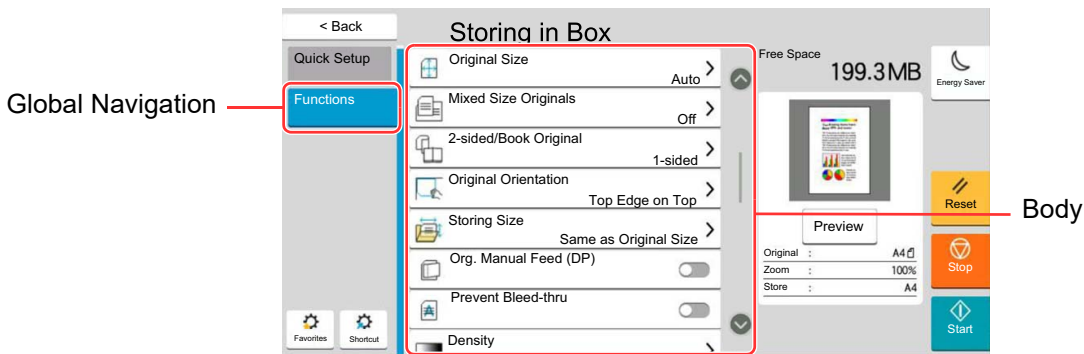 < Back
Storing in Box
Quick Setup
Functions
Global Navigation
Original Size
Auto
Mixed Size Originals
Off
2-sided/Book Original
1-sided
Original Orientation
Top Edge on Top
Storing Size
Same as Original Size
Org. Manual Feed (DP)
Prevent Bleed-thru
Density
Favorites
Shortcut
Free Space
199.3MB
Preview
Original : A4
Zoom : 100%
Store : A4
Energy Saver
Reset
Stop
Start
Body